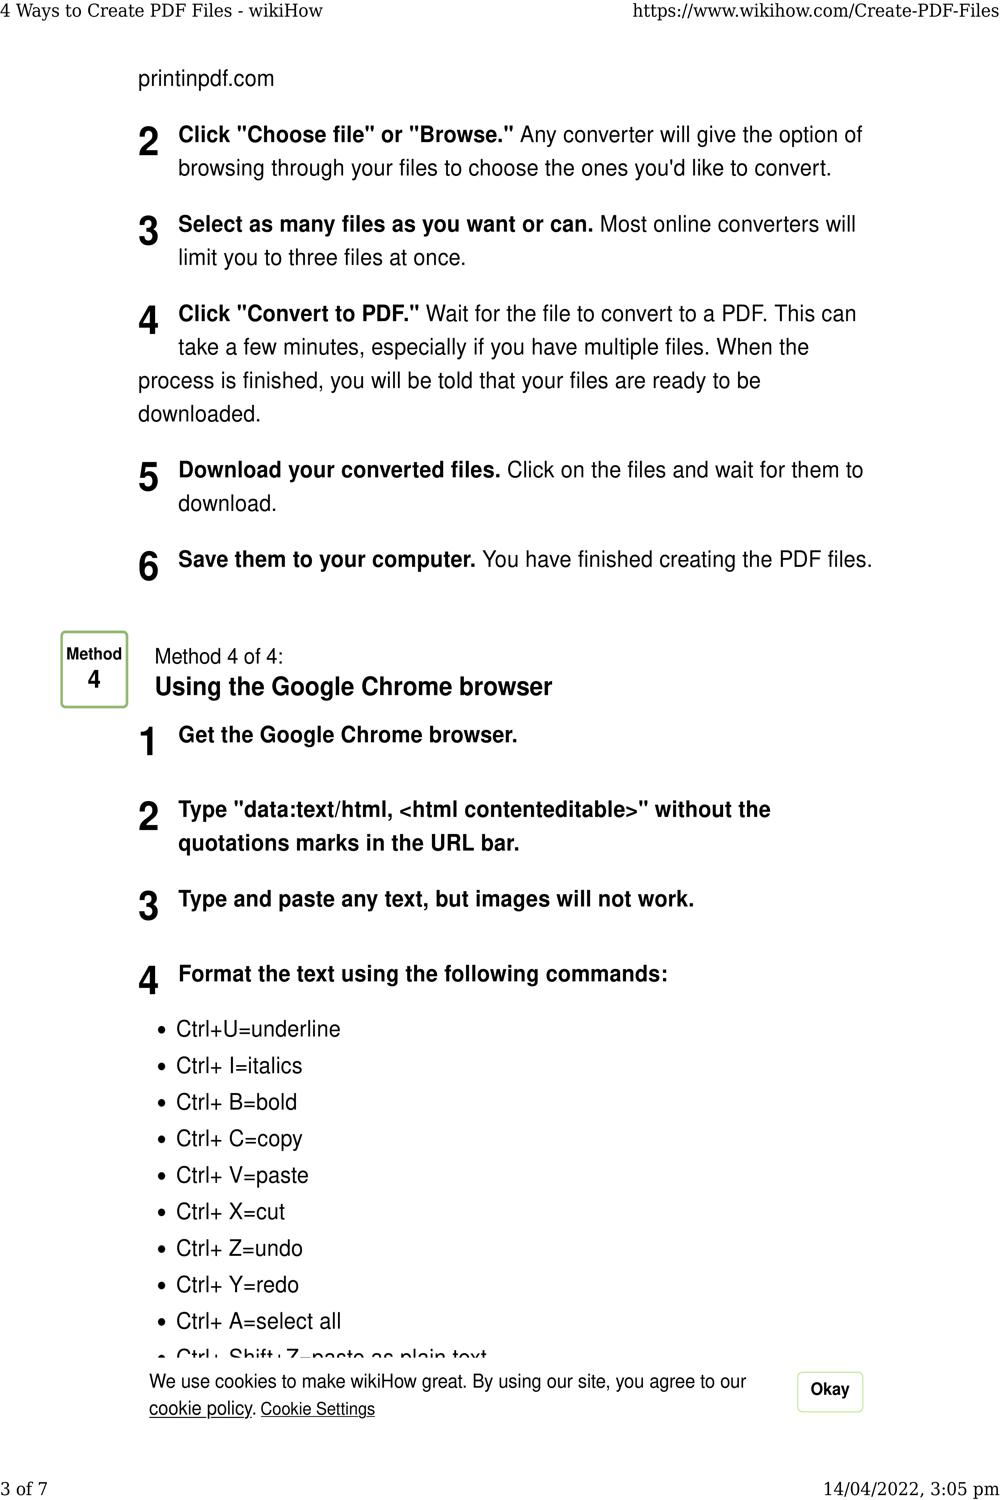 4 Ways to Create PDF Files - wikiHow https://www.wikihow.com/Create-PDF-Files
printinpdf.com
2 Click "Choose file" or "Browse." Any converter will give the option of
browsing through your files to choose the ones you'd like to convert.
3 Select as many files as you want or can. Most online converters will
limit you to three files at once.
4 Click "Convert to PDF." Wait for the file to convert to a PDF. This can
take a few minutes, especially if you have multiple files. When the
process is finished, you will be told that your files are ready to be
downloaded.
5 Download your converted files. Click on the files and wait for them to
download.
6 Save them to your computer. You have finished creating the PDF files.
Method
4
Method 4 of 4:
Using the Google Chrome browser
1 Get the Google Chrome browser.
2 Type "data:text/html, <html contenteditable>" without the
quotations marks in the URL bar.
3 Type and paste any text, but images will not work.
4 Format the text using the following commands:
• Ctrl+U=underline
• Ctrl+ I=italics
• Ctrl+ B=bold
• Ctrl+ C=copy
• Ctrl+ V=paste
• Ctrl+ X=cut
• Ctrl+ Z=undo
• Ctrl+ Y=redo
• Ctrl+ A=select all
• Ctrl+ Shift+Z=paste as plain text
We use cookies to make wikiHow great. By using our site, you agree to our
cookie policy. Cookie Settings
Okay
3 of 7 14/04/2022, 3:05 pm